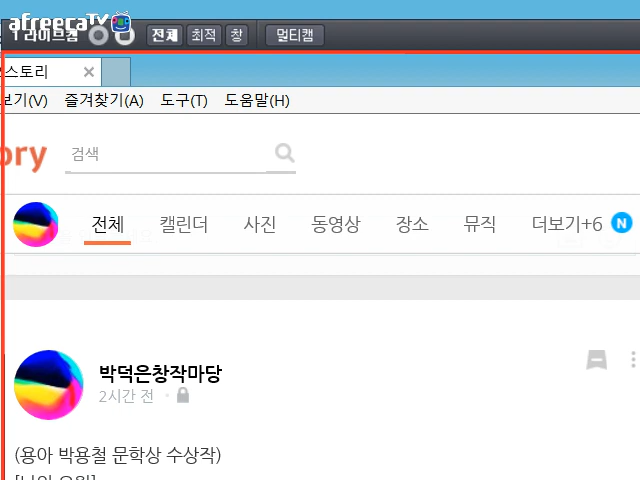 afreecaTV
1 라이브캠 전체 최적 창 멀티캠
스토리
보기(V) 즐겨찾기(A) 도구(T) 도움말(H)
ory 검색
전체 캘린더 사진 동영상 장소 뮤직 더보기+6 N
박덕은창작마당
2시간 전
(용아 박용철 문학상 수상작)